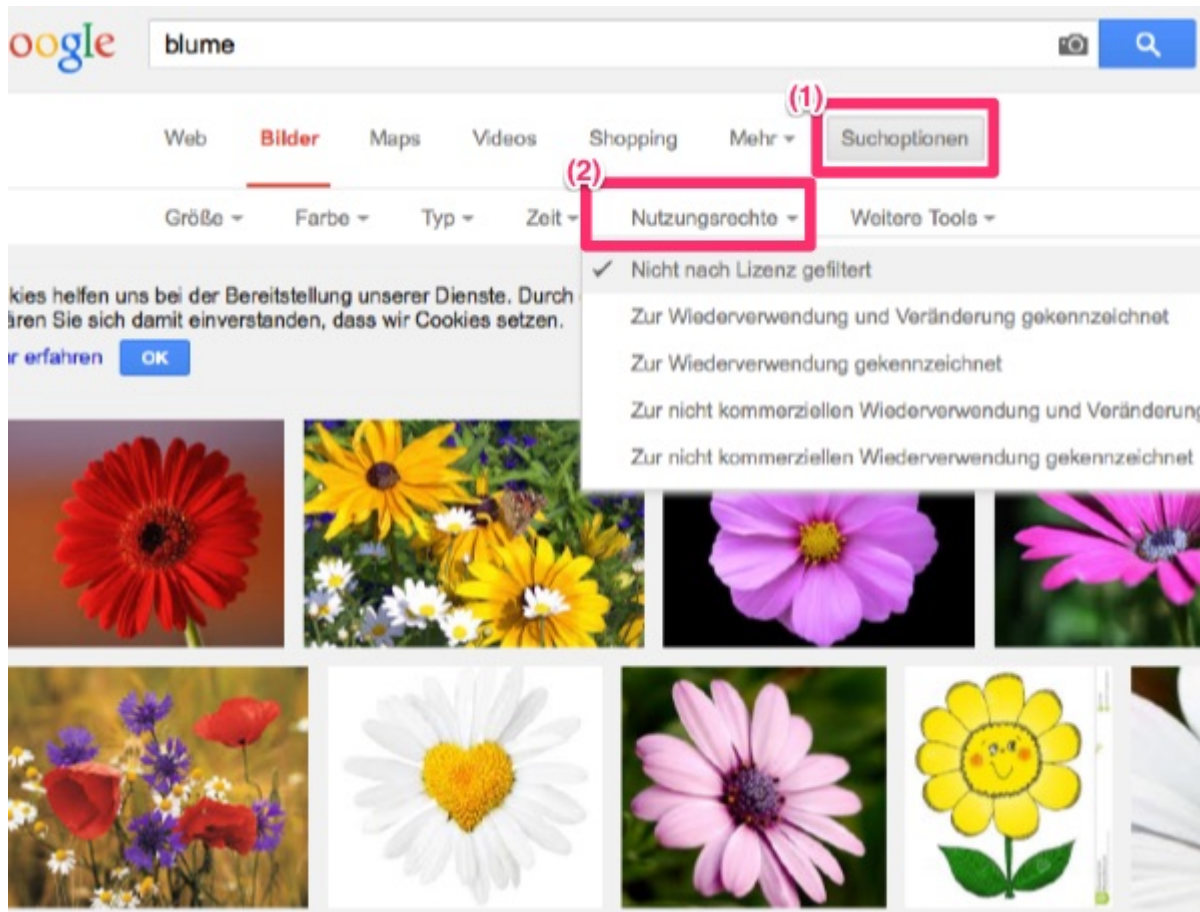 oogle
blume
(1)
Web Bilder Maps Videos Shopping Mehr Suchoptionen
(2)
Größe Farbe Typ Zeit Nutzungsrechte Weitere Tools
Nicht nach Lizenz gefiltert
kies helfen uns bei der Bereitstellung unserer Dienste. Durch
ären Sie sich damit einverstanden, dass wir Cookies setzen.
Zur Wiederverwendung und Veränderung gekennzeichnet
r erfahren OK
Zur Wiederverwendung gekennzeichnet
Zur nicht kommerziellen Wiederverwendung und Veränderung
Zur nicht kommerziellen Wiederverwendung gekennzeichnet